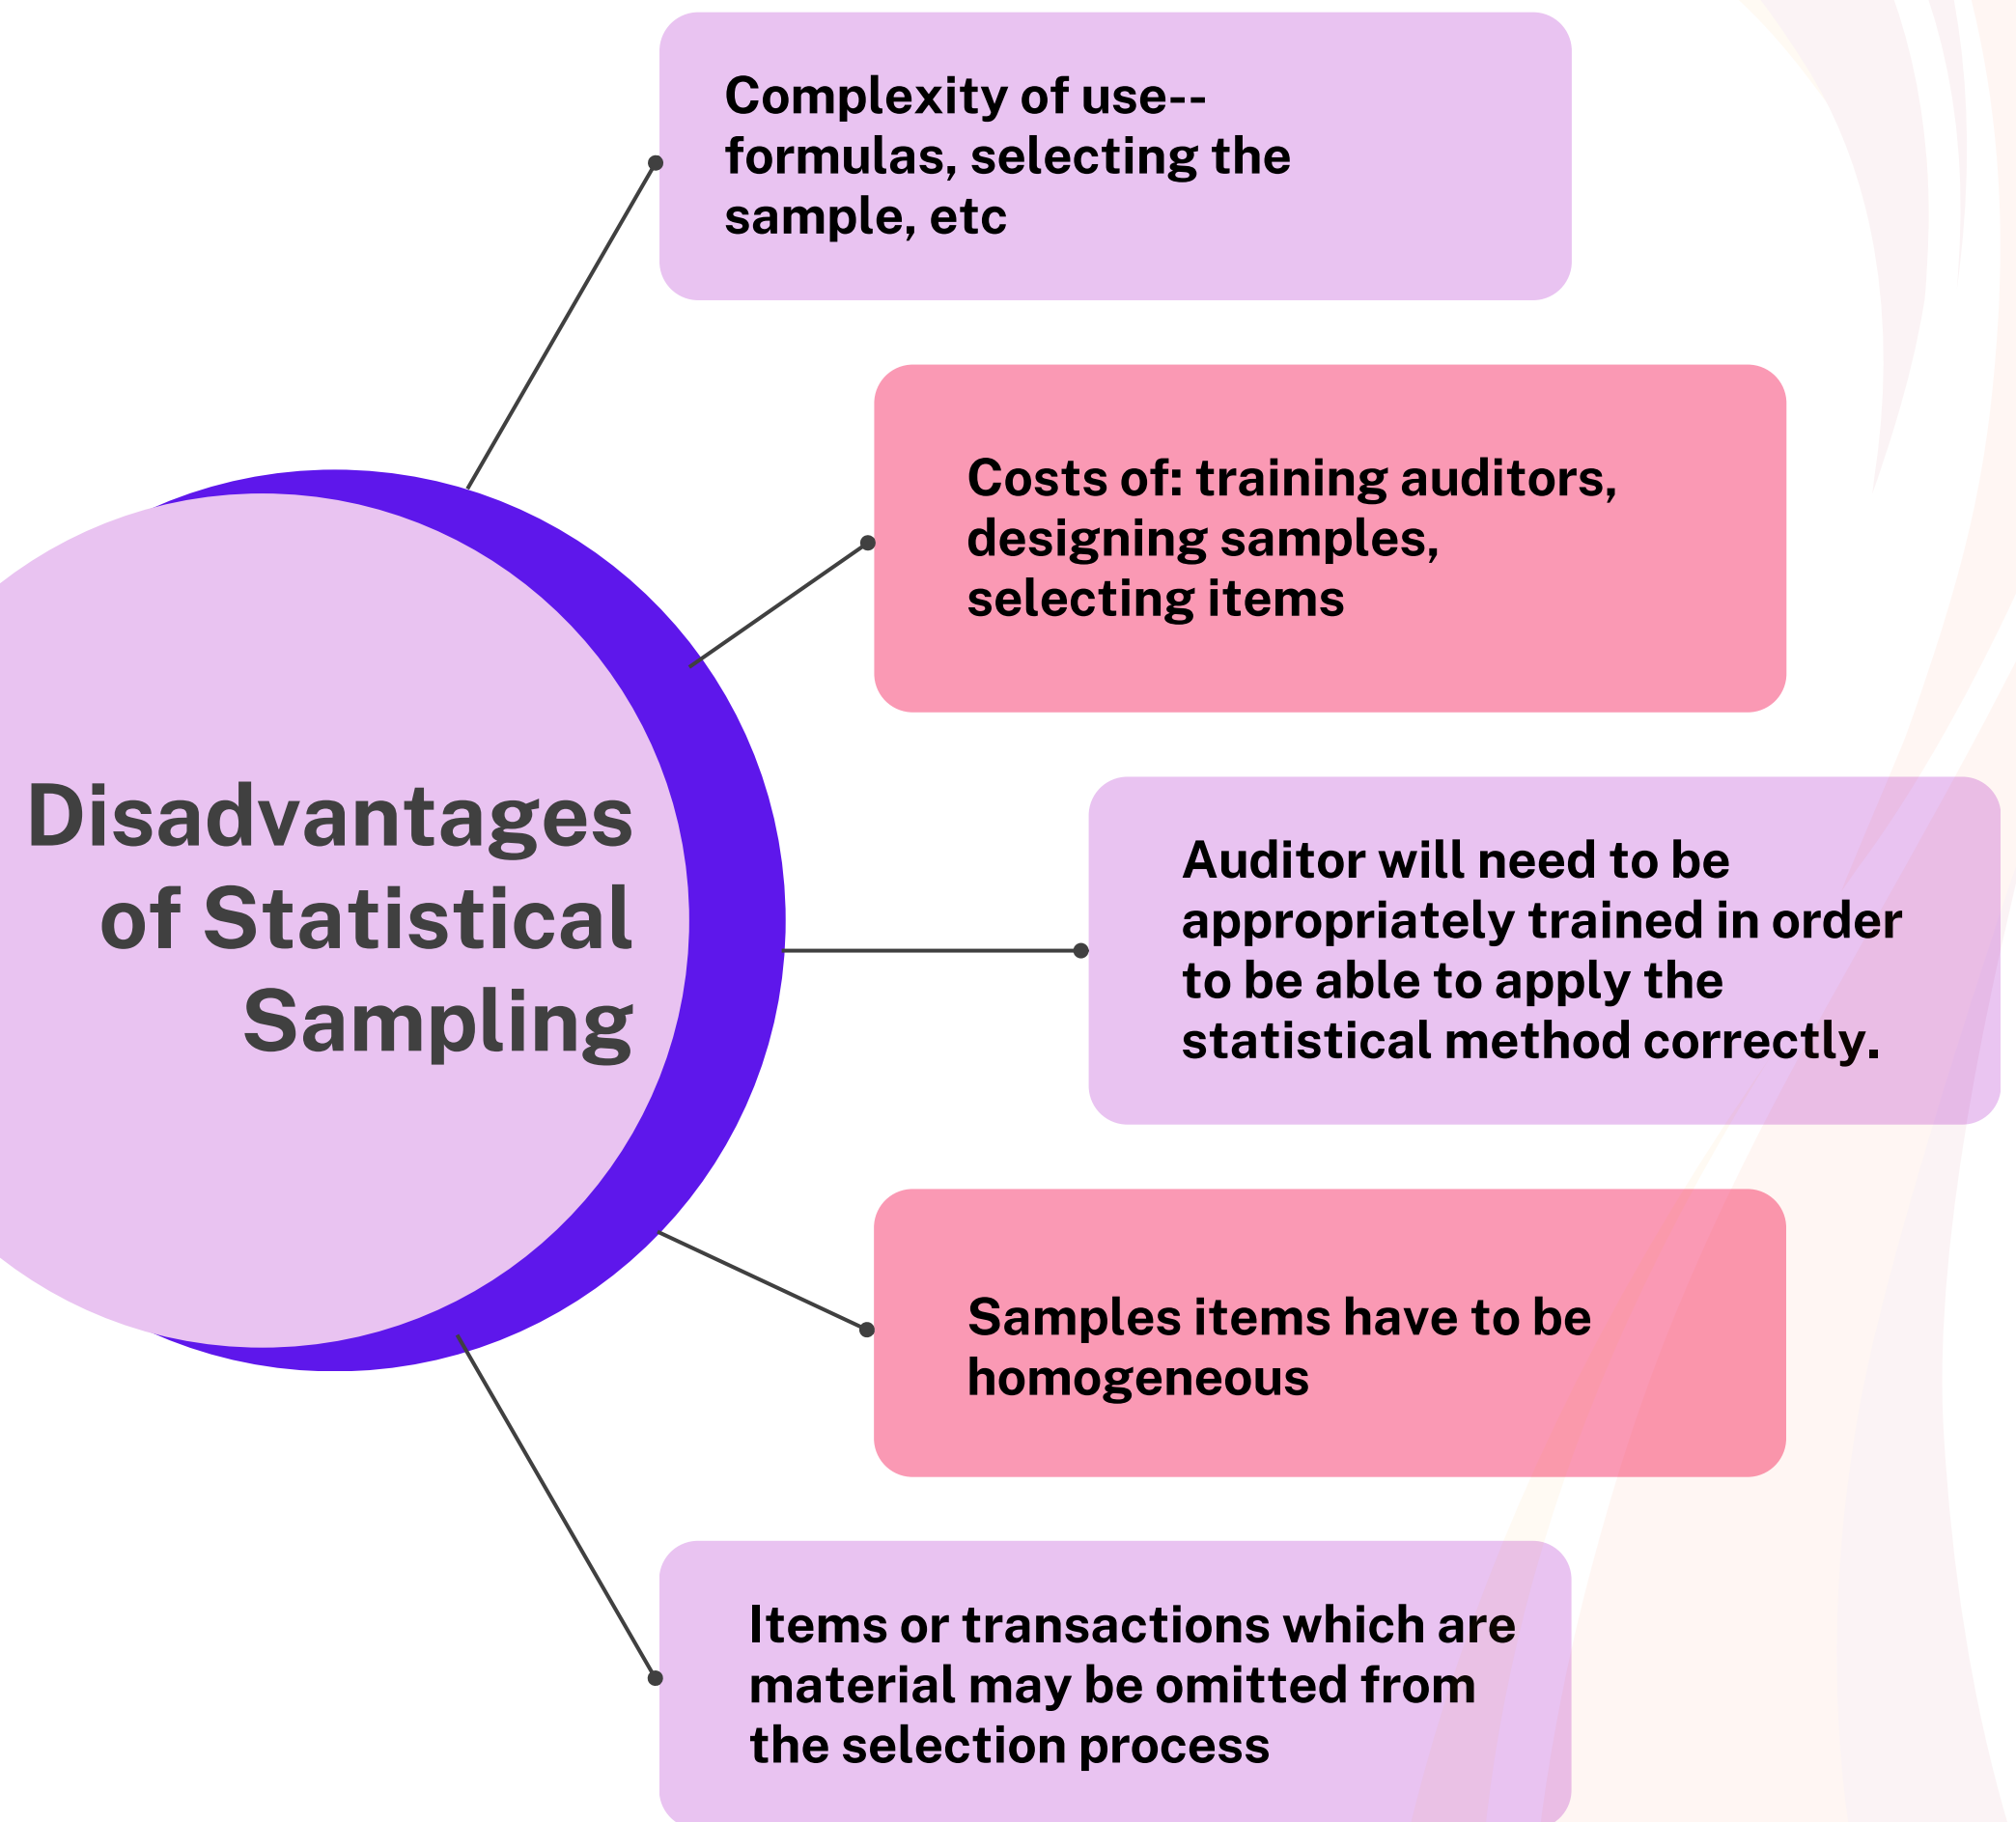 Complexity of use--
formulas, selecting the
sample, etc
Costs of: training auditors,
designing samples,
selecting items
Disadvantages
of Statistical
Sampling
Auditor will need to be
appropriately trained in order
to be able to apply the
statistical method correctly.
Samples items have to be
homogeneous
Items or transactions which are
material may be omitted from
the selection process